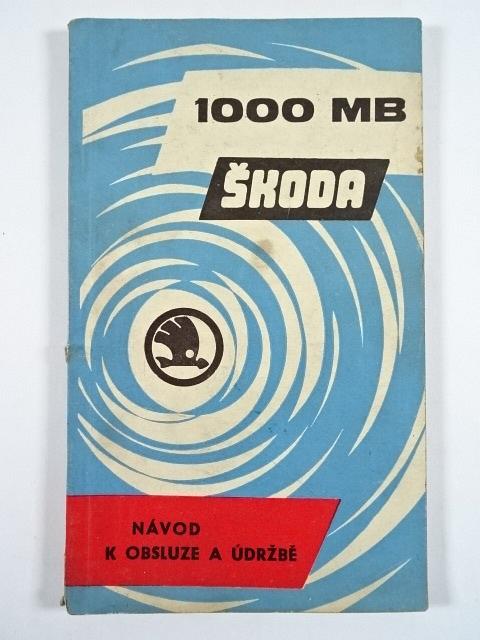 1000 MB
ŠKODA
NÁVOD
K OBSLUZE A ÚDRŽBĚ